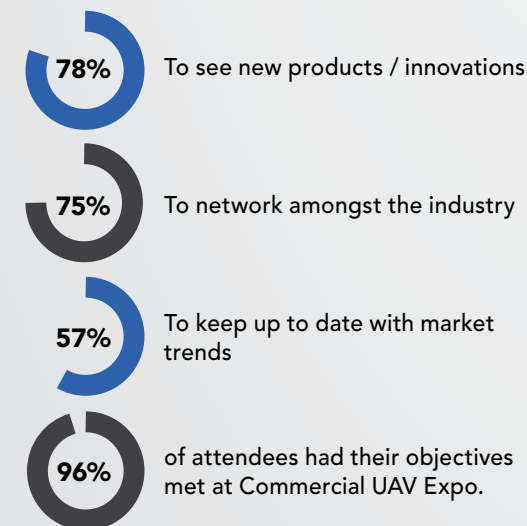 78%
To see new products / innovations
75%
To network amongst the industry
57%
To keep up to date with market
trends
96%
of attendees had their objectives
met at Commercial UAV Expo.